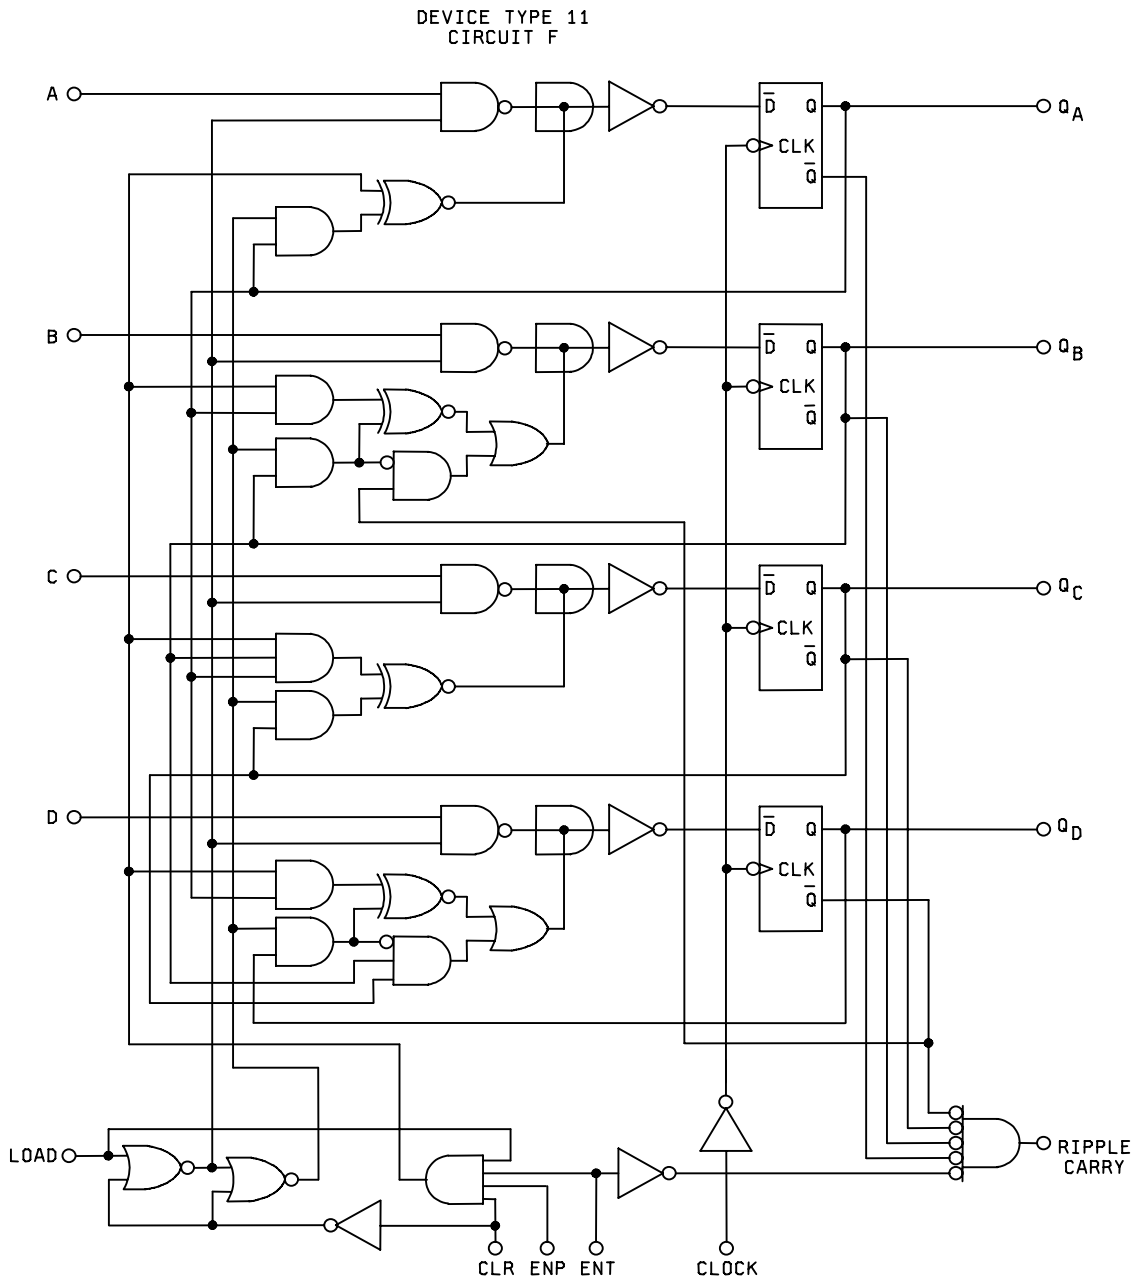 DEVICE TYPE 11
CIRCUIT F
A
D̅ Q
CLK
Q̅
Q A
B
D̅ Q
CLK
Q̅
Q B
C
D̅ Q
CLK
Q̅
Q C
D
D̅ Q
CLK
Q̅
Q D
LOAD
RIPPLE
CARRY
CLR ENP ENT CLOCK